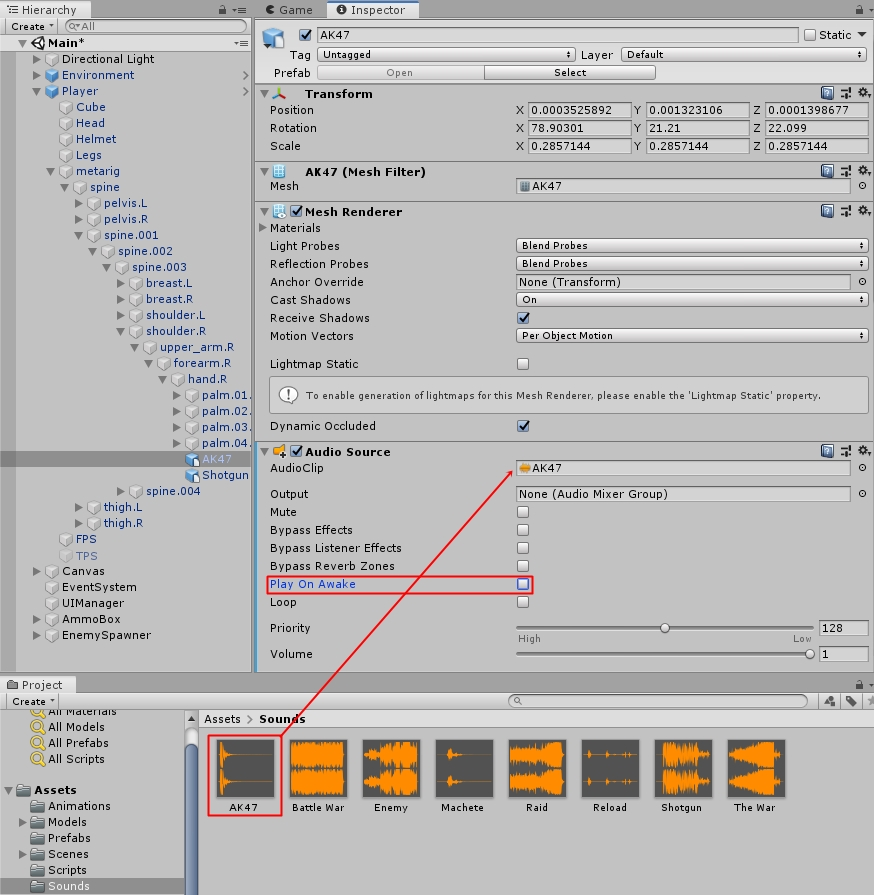 Hierarchy
Create
All
Main*
Directional Light
Environment
Player
Cube
Head
Helmet
Legs
metarig
spine
pelvis.L
pelvis.R
spine.001
spine.002
spine.003
breast.L
breast.R
shoulder.L
shoulder.R
upper_arm.R
forearm.R
hand.R
palm.01.
palm.02.
palm.03.
palm.04.
AK47
Shotgun
spine.004
thigh.L
thigh.R
FPS
TPS
Canvas
EventSystem
UIManager
AmmoBox
EnemySpawner
Game Inspector
AK47 Static
Tag Untagged Layer Default
Prefab Open Select
Transform
Position X 0.0003525892 Y 0.001323106 Z 0.0001398677
Rotation X 78.90301 Y 21.21 Z 22.099
Scale X 0.2857144 Y 0.2857144 Z 0.2857144
AK47 (Mesh Filter)
Mesh AK47
Mesh Renderer
Materials
Light Probes Blend Probes
Reflection Probes Blend Probes
Anchor Override None (Transform)
Cast Shadows On
Receive Shadows
Motion Vectors Per Object Motion
Lightmap Static
To enable generation of lightmaps for this Mesh Renderer, please enable the 'Lightmap Static' property.
Dynamic Occluded
Audio Source
AudioClip AK47
Output None (Audio Mixer Group)
Mute
Bypass Effects
Bypass Listener Effects
Bypass Reverb Zones
Play On Awake
Loop
Priority 128
High Low
Volume 1
Project
Create
All Materials
All Models
All Prefabs
All Scripts
Assets
Animations
Models
Prefabs
Scenes
Scripts
Sounds
Assets > Sounds
AK47 Battle War Enemy Machete Raid Reload Shotgun The War